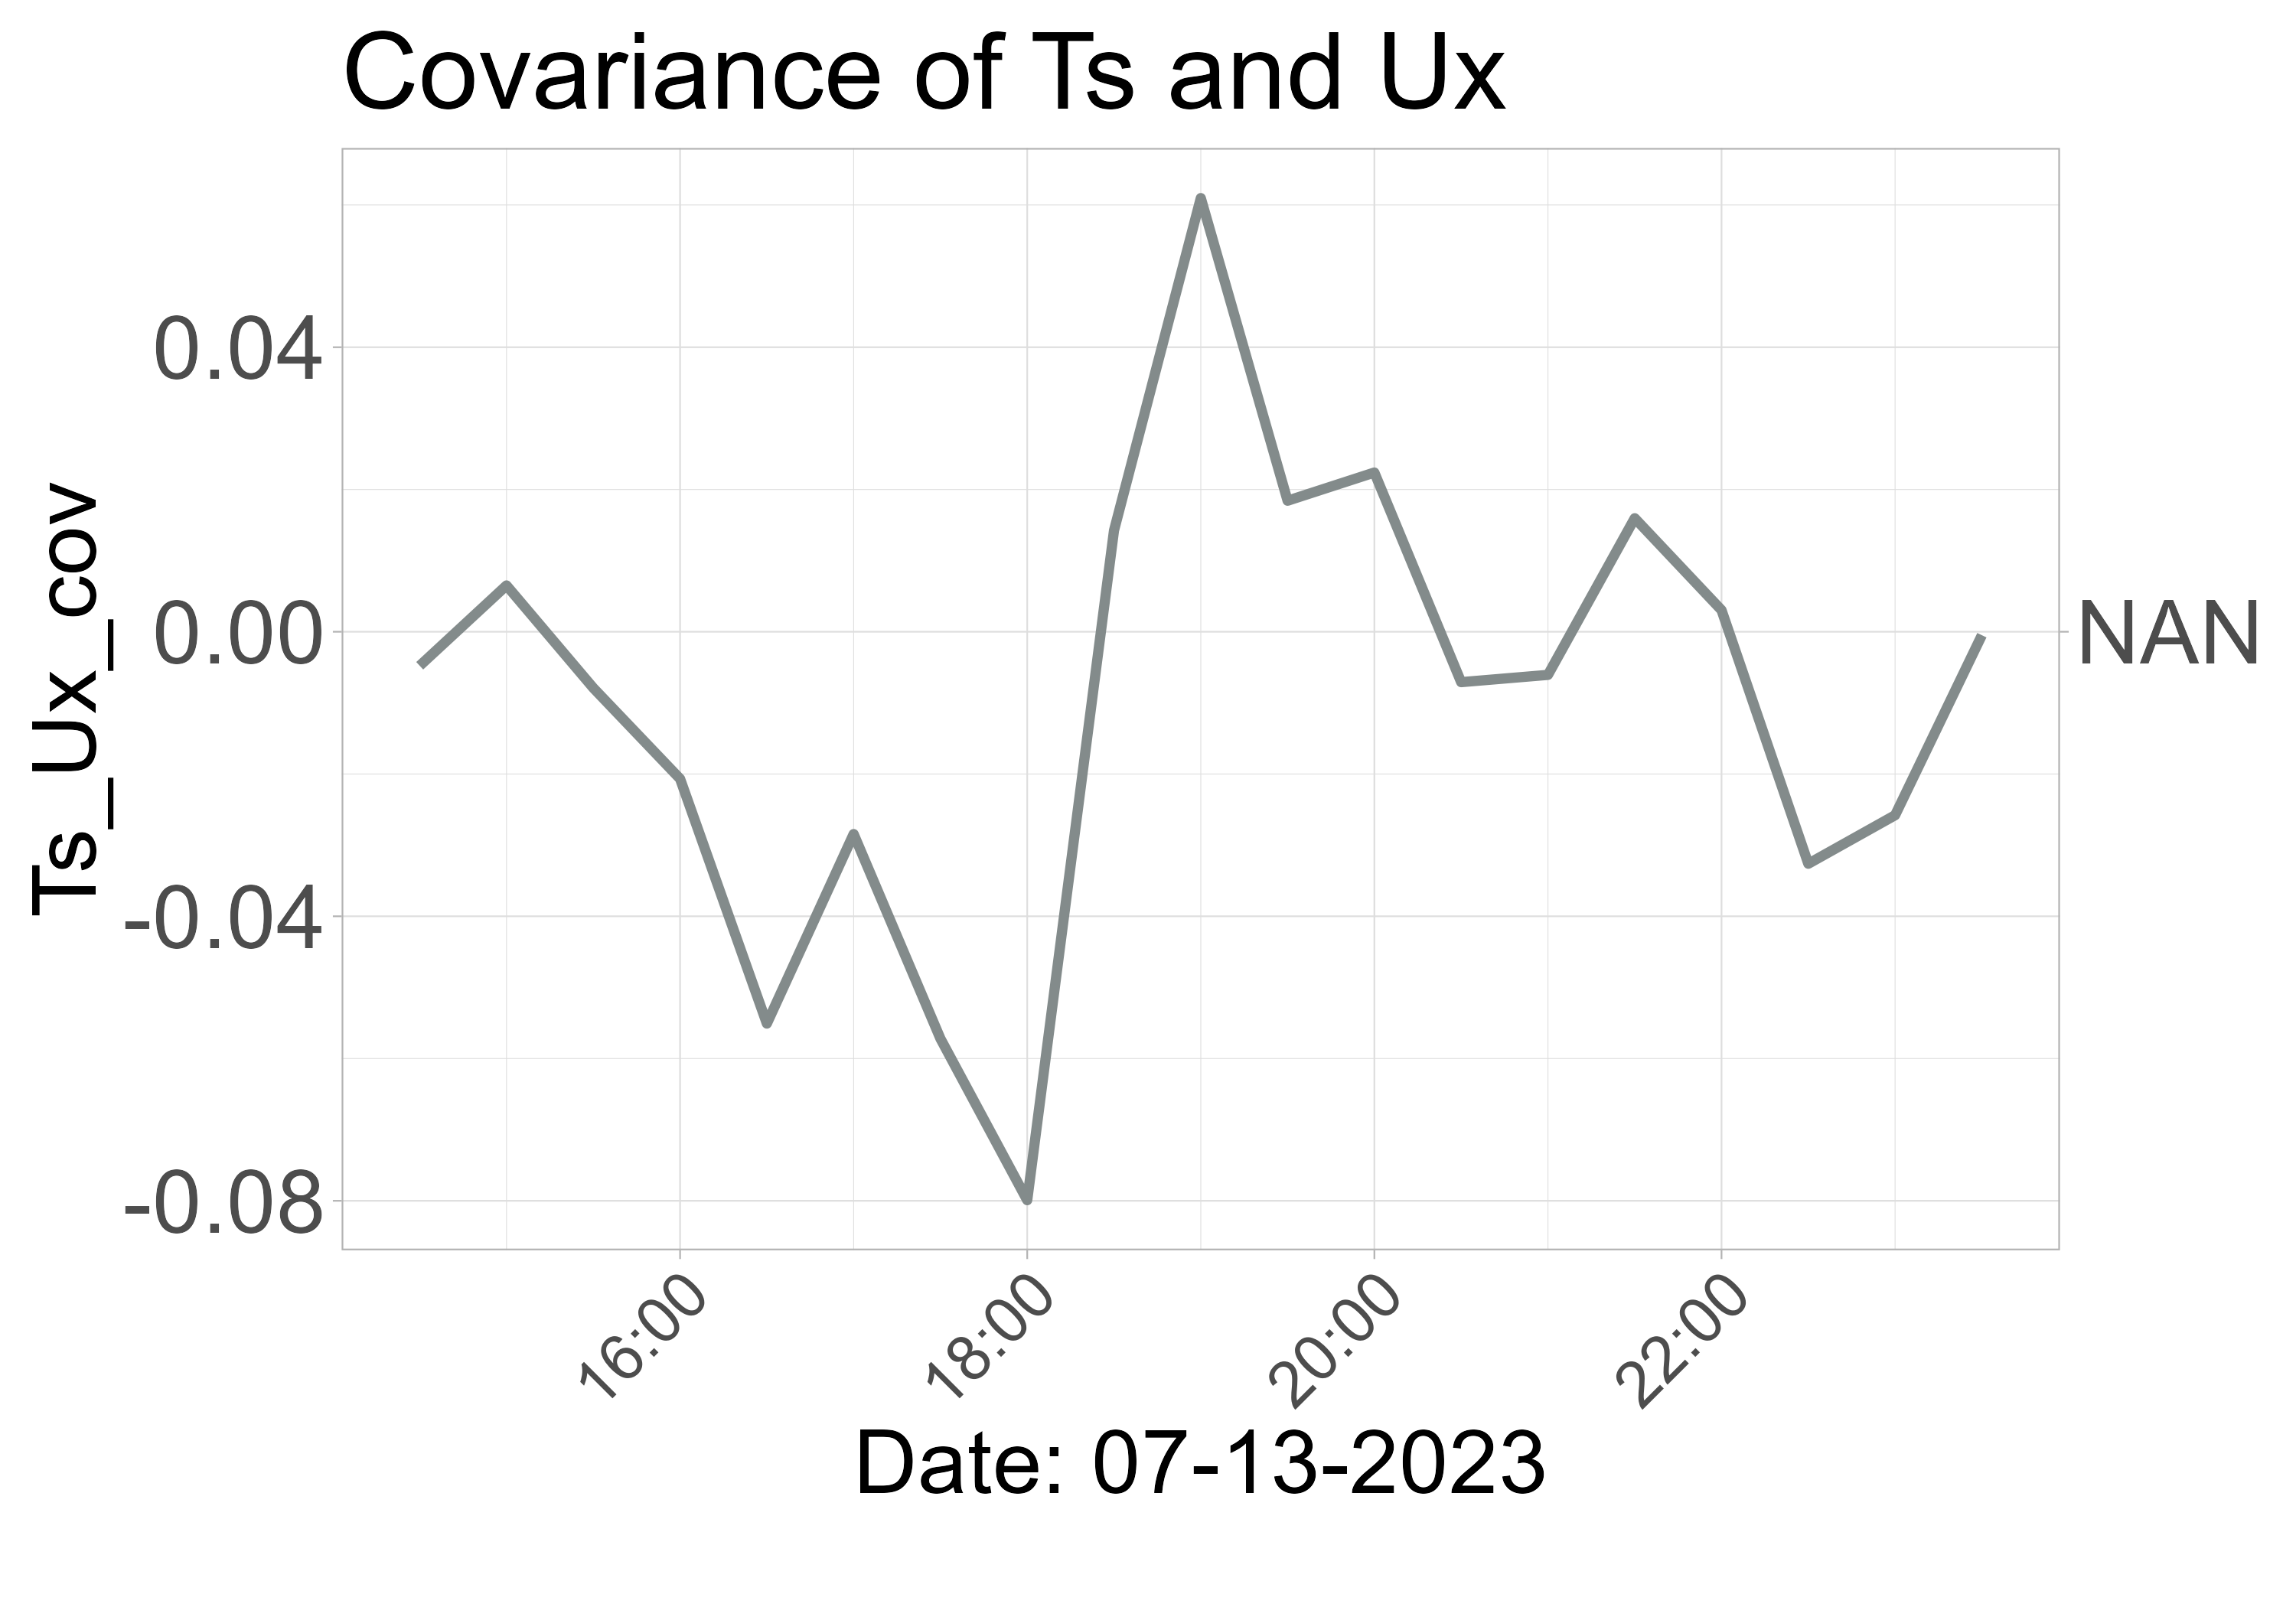 Covariance of Ts and Ux
Ts_Ux_cov
0.04
0.00
-0.04
-0.08
NAN
16:00
18:00
20:00
22:00
Date: 07-13-2023